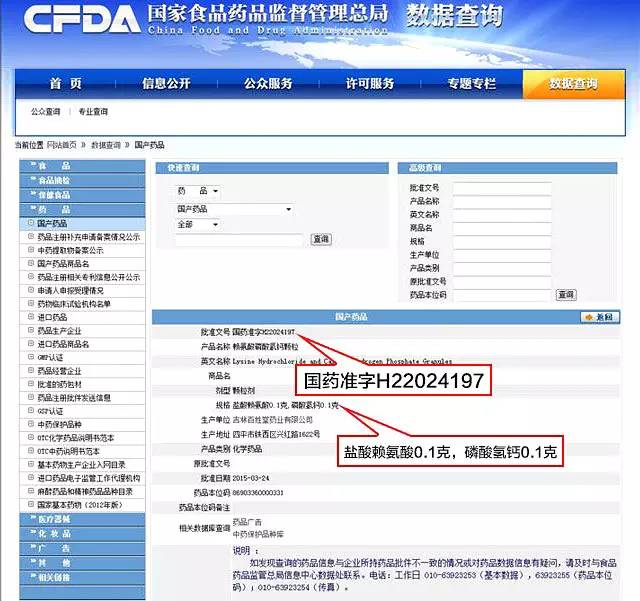 CFDA 国家食品药品监督管理总局 数据查询
China Food and Drug Administration
首 页 信息公开 公众服务 许可服务 专题专栏 数据查询
公众查询 | 专业查询
当前位置 网站首页 » 数据查询 » 国产药品
食 品
食品抽检
保健食品
药 品
国产药品
药品注册补充申请备案情况公示
中药提取物备案公示
国产药品商品名
药品注册相关专利信息公开公示
申请人申报受理情况
药物临床试验机构名单
进口药品
药品生产企业
进口药品商品名
GMP认证
药品经营企业
批准的药包材
药品注册批件发送信息
GSP认证
中药保护品种
OTC化学药品说明书范本
OTC中药说明书范本
基本药物生产企业入网目录
进口药品电子监管工作代理机构
麻醉药品和精神药品品种目录
国家基本药物（2012年版）
医疗器械
化 妆 品
广 告
其 他
相关链接
快速查询
药 品
国产药品
全部
查询
高级查询
批准文号
产品名称
英文名称
商品名
规格
生产单位
产品类别
原批准文号
药品本位码
查询
国产药品
返回
批准文号 国药准字H22024197
产品名称 赖氨酸磷酸氢钙颗粒
英文名称 Lysine Hydrochloride and Ca drogen Phosphate Granules
商品名
国药准字H22024197
剂型 颗粒剂
规格 盐酸赖氨酸0.1克,磷酸氢钙0.1克
生产单位 吉林百姓堂药业有限公司
盐酸赖氨酸0.1克，磷酸氢钙0.1克
生产地址 四平市铁西区兴红路1622号
产品类别 化学药品
原批准文号
批准日期 2015-03-24
药品本位码 86903360000331
药品本位码备注
相关数据库查询 药品广告
中药保护品种库
说明 ：
如发现查询的药品信息与企业所持药品批件不一致的情况或对药品数据信息有疑问，请及时与食品
药品监管总局信息中心数据处联系。电话：工作日 010-63923253（基本数据），63923255（药品本位
码）；010-63923254（传真）。